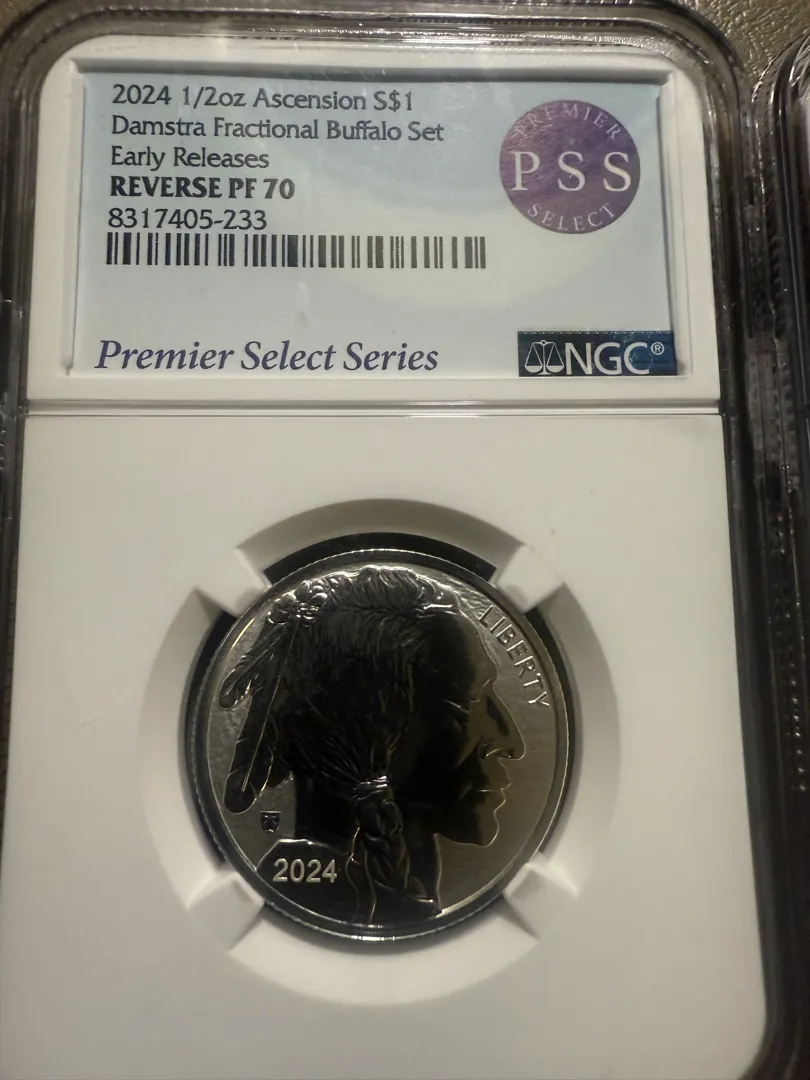 2024 1/2oz Ascension S$1
Damstra Fractional Buffalo Set
Early Releases
REVERSE PF 70
8317405-233
PREMIER
PSS
SELECT
Premier Select Series
NGC®
LIBERTY
2024